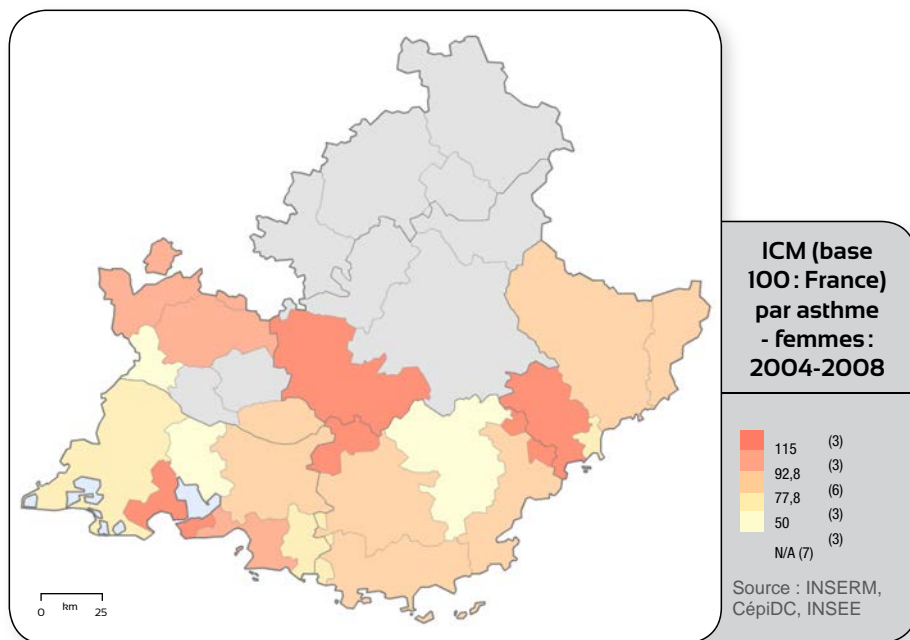 ICM (base
100 : France)
par asthme
- femmes :
2004-2008
(3)
115
(3)
92,8
(6)
77,8
(3)
50
(3)
N/A (7)
Source : INSERM,
CépiDC, INSEE
0 km 25